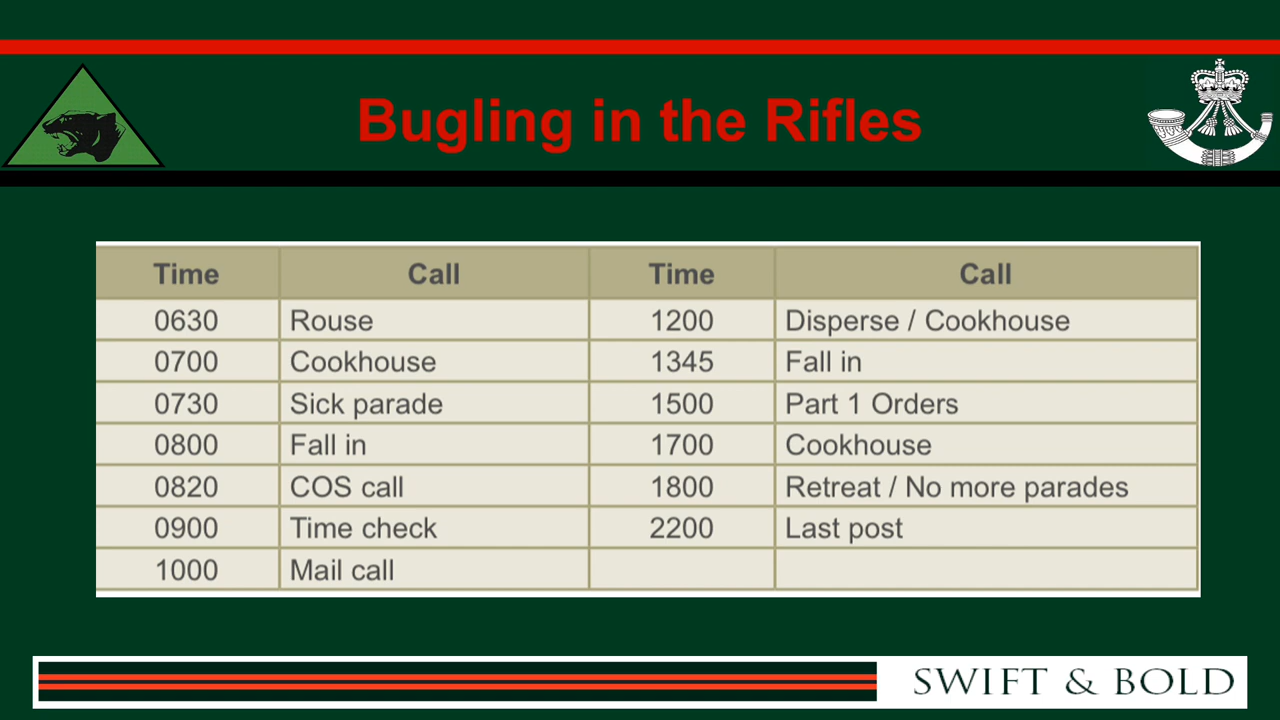 Bugling in the Rifles
Time Call Time Call
0630 Rouse 1200 Disperse / Cookhouse
0700 Cookhouse 1345 Fall in
0730 Sick parade 1500 Part 1 Orders
0800 Fall in 1700 Cookhouse
0820 COS call 1800 Retreat / No more parades
0900 Time check 2200 Last post
1000 Mail call
SWIFT & BOLD